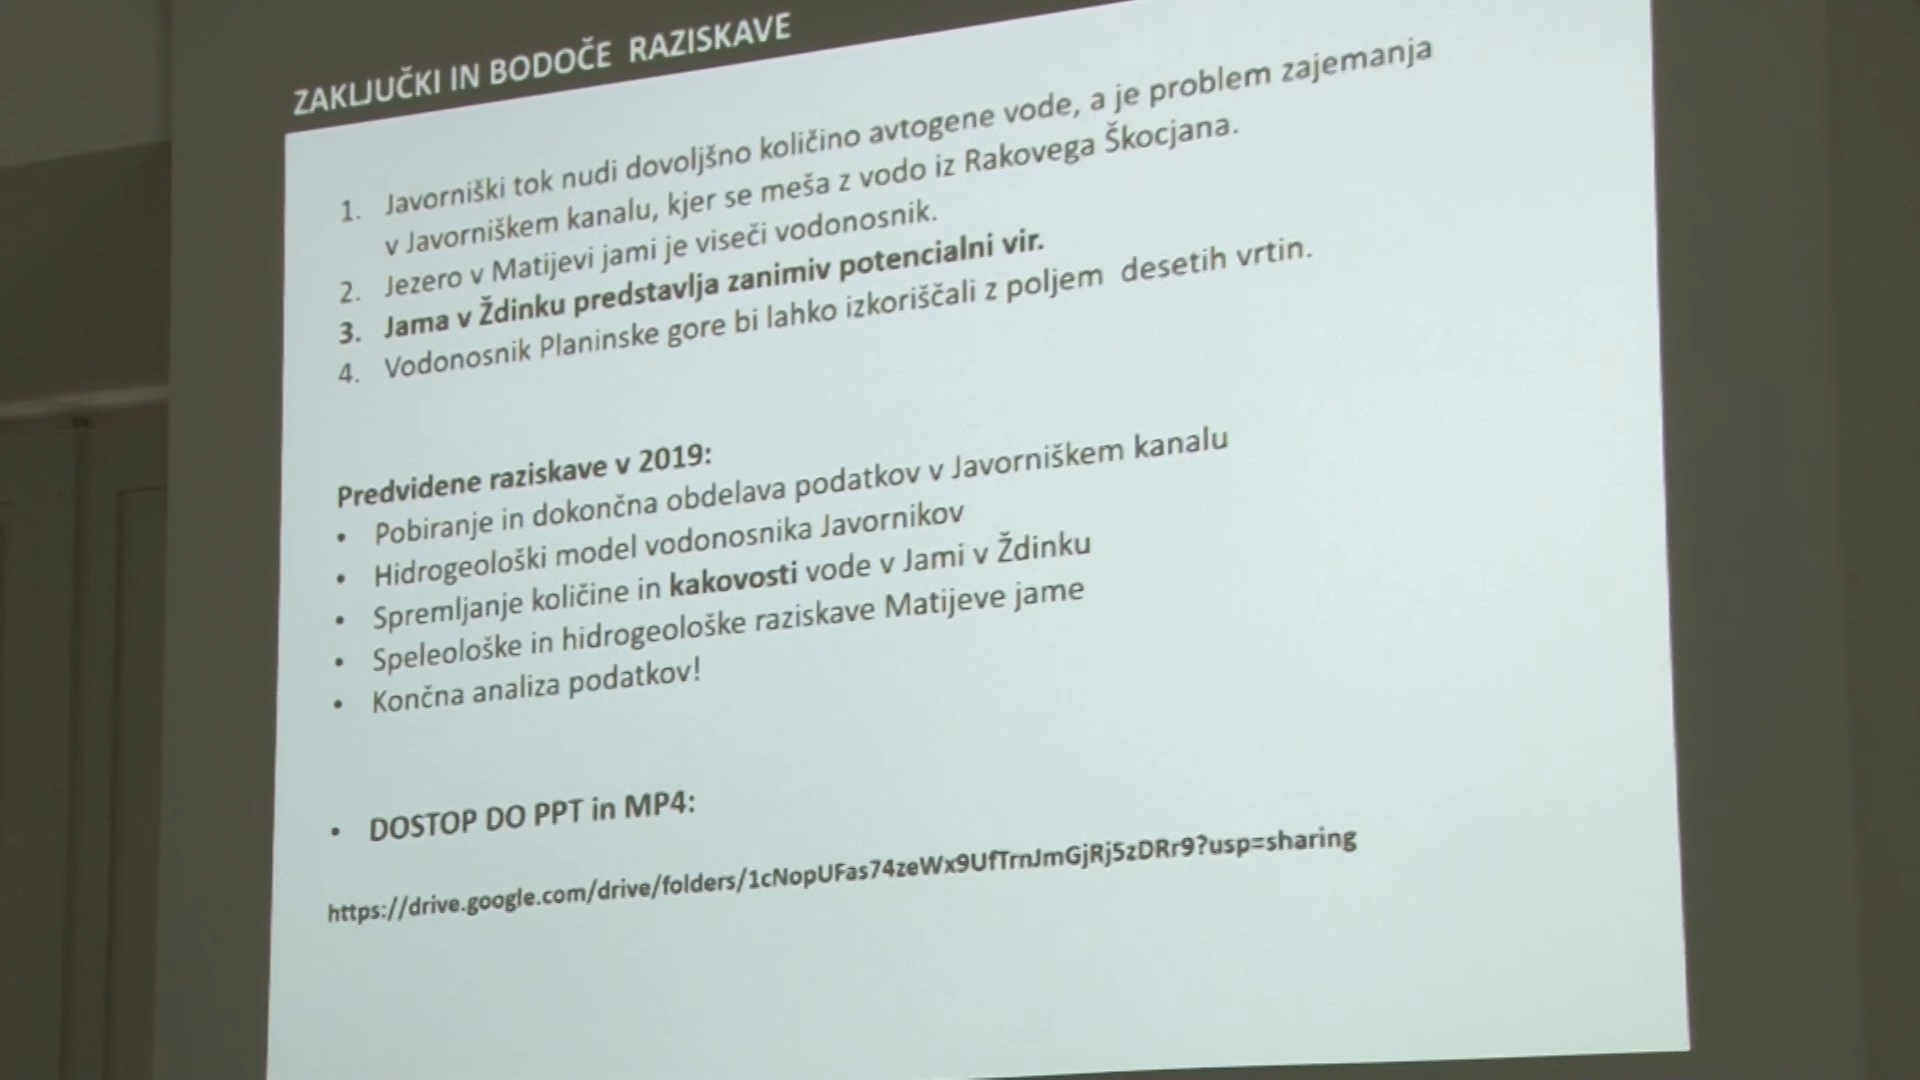 ZAKLJUČKI IN BODOČE RAZISKAVE
1. Javorniški tok nudi dovoljšno količino avtogene vode, a je problem zajemanja
v Javorniškem kanalu, kjer se meša z vodo iz Rakovega Škocjana.
2. Jezero v Matijevi jami je viseči vodonosnik.
3. Jama v Ždinku predstavlja zanimiv potencialni vir.
4. Vodonosnik Planinske gore bi lahko izkoriščali z poljem desetih vrtin.
Predvidene raziskave v 2019:
• Pobiranje in dokončna obdelava podatkov v Javorniškem kanalu
• Hidrogeološki model vodonosnika Javornikov
• Spremljanje količine in kakovosti vode v Jami v Ždinku
• Speleološke in hidrogeološke raziskave Matijeve jame
• Končna analiza podatkov!
• DOSTOP DO PPT in MP4:
https://drive.google.com/drive/folders/1cNopUFas74zeWx9UfTrnJmGjRj5zDRr9?usp=sharing